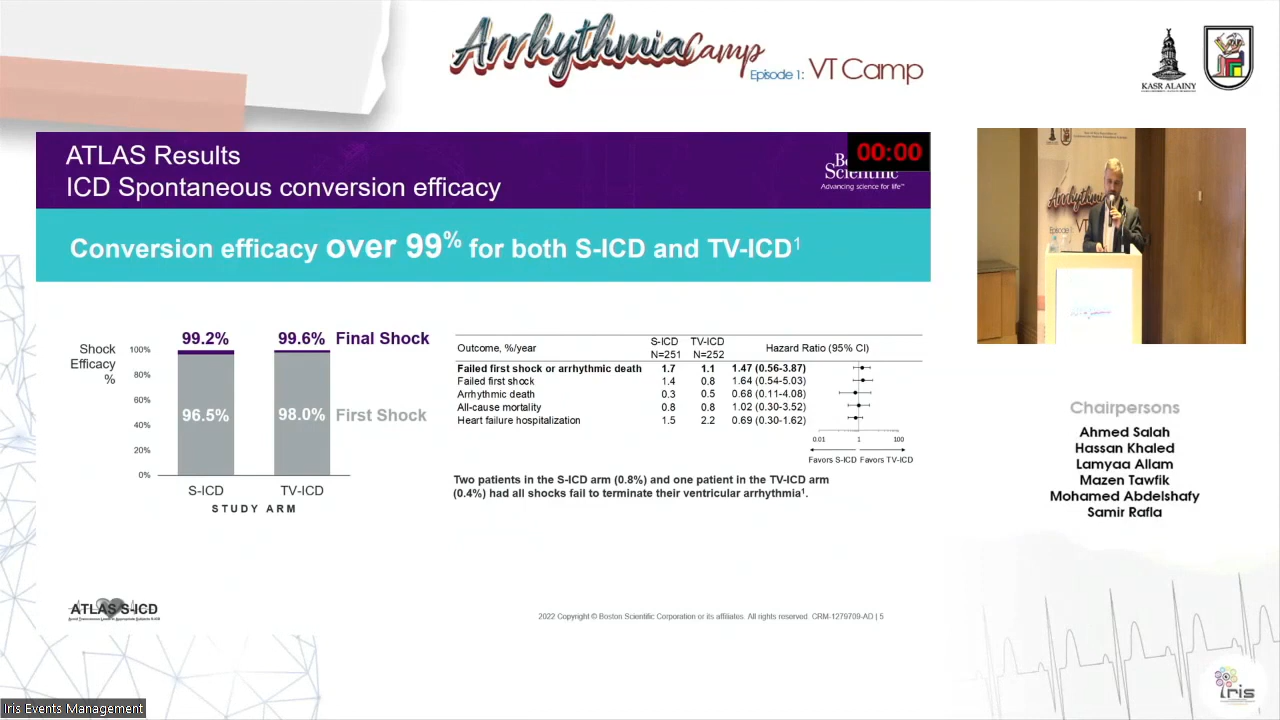 Arrhythmia Camp
Episode 1: VT Camp
KASR ALAINY
ATLAS Results
ICD Spontaneous conversion efficacy
00:00
Scientific
Advancing science for life™
Conversion efficacy over 99% for both S-ICD and TV-ICD1
Shock
Efficacy
%
100%
80%
60%
40%
20%
0%
99.2%
99.6%
Final Shock
96.5%
98.0%
First Shock
S-ICD
TV-ICD
STUDY ARM
Outcome, %/year S-ICD N=251 TV-ICD N=252 Hazard Ratio (95% CI)
Failed first shock or arrhythmic death 1.7 1.1 1.47 (0.56-3.87)
Failed first shock 1.4 0.8 1.64 (0.54-5.03)
Arrhythmic death 0.3 0.5 0.68 (0.11-4.08)
All-cause mortality 0.8 0.8 1.02 (0.30-3.52)
Heart failure hospitalization 1.5 2.2 0.69 (0.30-1.62)
0.01 1 100
Favors S-ICD Favors TV-ICD
Two patients in the S-ICD arm (0.8%) and one patient in the TV-ICD arm
(0.4%) had all shocks fail to terminate their ventricular arrhythmia1.
ATLAS S-ICD
2022 Copyright © Boston Scientific Corporation or its affiliates. All rights reserved. CRM-1279709-AD | 5
Arrhythmia
Chairpersons
Ahmed Salah
Hassan Khaled
Lamyaa Allam
Mazen Tawfik
Mohamed Abdelshafy
Samir Rafla
iris
Iris Events Management